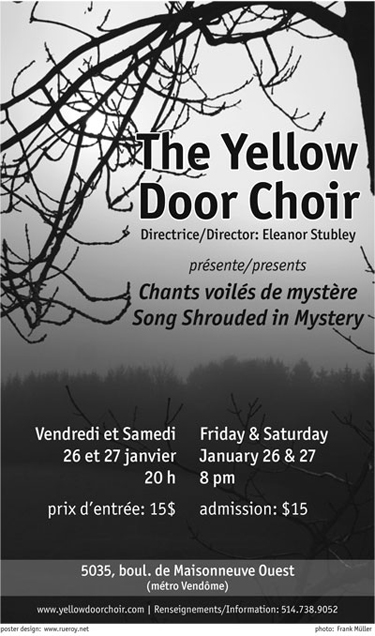 The Yellow
Door Choir
Directrice/Director: Eleanor Stubley
présente/presents
Chants voilés de mystère
Song Shrouded in Mystery
Vendredi et Samedi
26 et 27 janvier
20 h
prix d'entrée: 15$
Friday & Saturday
January 26 & 27
8 pm
admission: $15
5035, boul. de Maisonneuve Ouest
(métro Vendôme)
www.yellowdoorchoir.com | Renseignements/Information: 514.738.9052
poster design: www.rueroy.net
photo: Frank Müller